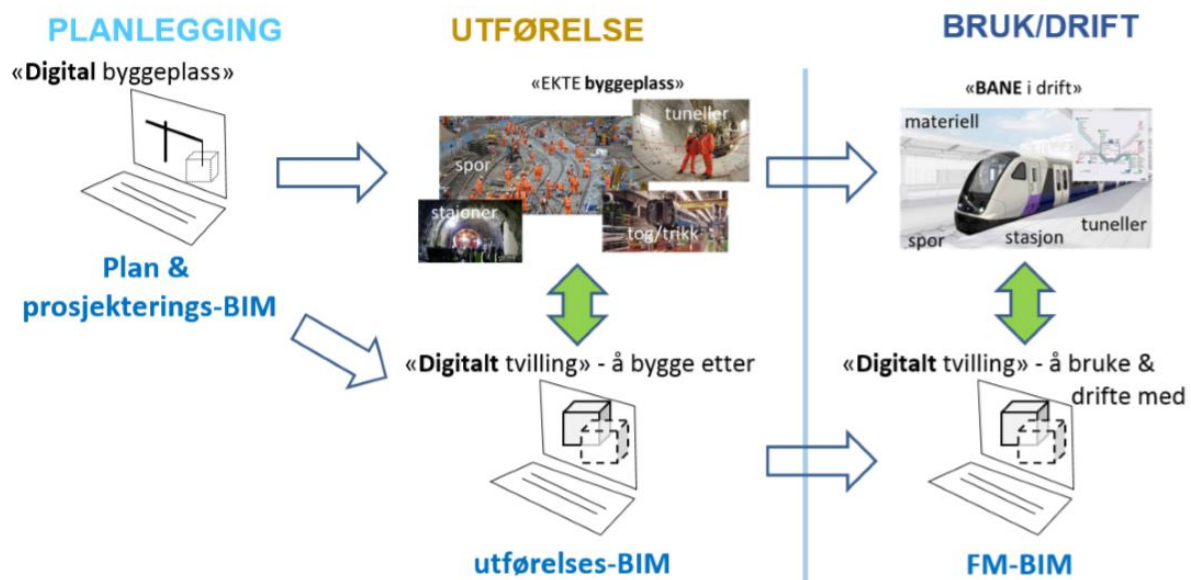 PLANLEGGING
«Digital byggeplass»
Plan &
prosjekterings-BIM
UTFØRELSE
«EKTE byggeplass»
tuneller
spor
stasjoner
tog/trikk
«Digitalt tvilling» - å bygge etter
utførelses-BIM
BRUK/DRIFT
«BANE i drift»
materiell
tuneller
stasjon
spor
«Digitalt tvilling» - å bruke &
drifte med
FM-BIM